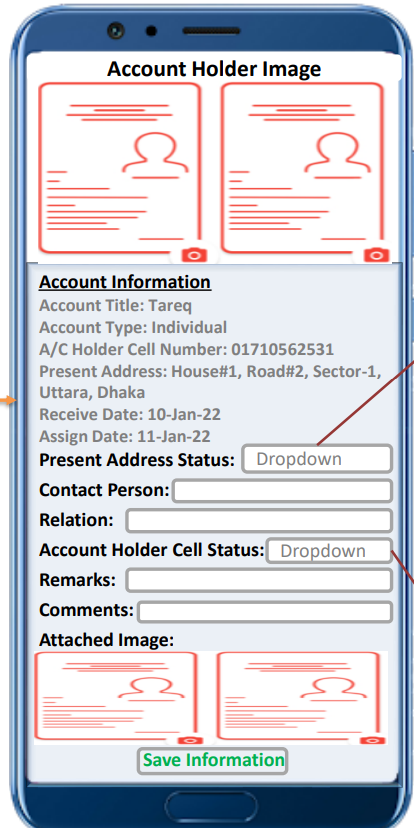 Account Holder Image
Account Information
Account Title: Tareq
Account Type: Individual
A/C Holder Cell Number: 01710562531
Present Address: House#1, Road#2, Sector-1,
Uttara, Dhaka
Receive Date: 10-Jan-22
Assign Date: 11-Jan-22
Present Address Status: Dropdown
Contact Person:
Relation:
Account Holder Cell Status: Dropdown
Remarks:
Comments:
Attached Image:
Save Information